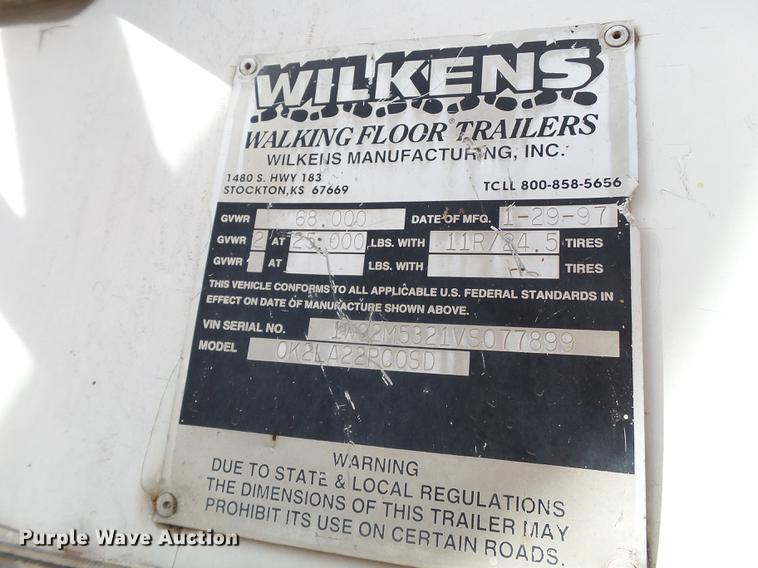 WILKENS
WALKING FLOOR® TRAILERS
WILKENS MANUFACTURING, INC.
1480 S. HWY 183
STOCKTON, KS 67669 TOLL 800-858-5656
GVWR 68.000 DATE OF MFG. 1-29-97
GVWR 2 AT 25.000 LBS. WITH 11R/24.5 TIRES
GVWR AT LBS. WITH TIRES
THIS VEHICLE CONFORMS TO ALL APPLICABLE U.S. FEDERAL STANDARDS IN
EFFECT ON DATE OF MANUFACTURE SHOWN ABOVE.
VIN SERIAL NO.
MODEL
WARNING
DUE TO STATE & LOCAL REGULATIONS
THE DIMENSIONS OF THIS TRAILER MAY
PROHIBIT ITS USE ON CERTAIN ROADS.
Purple Wave Auction